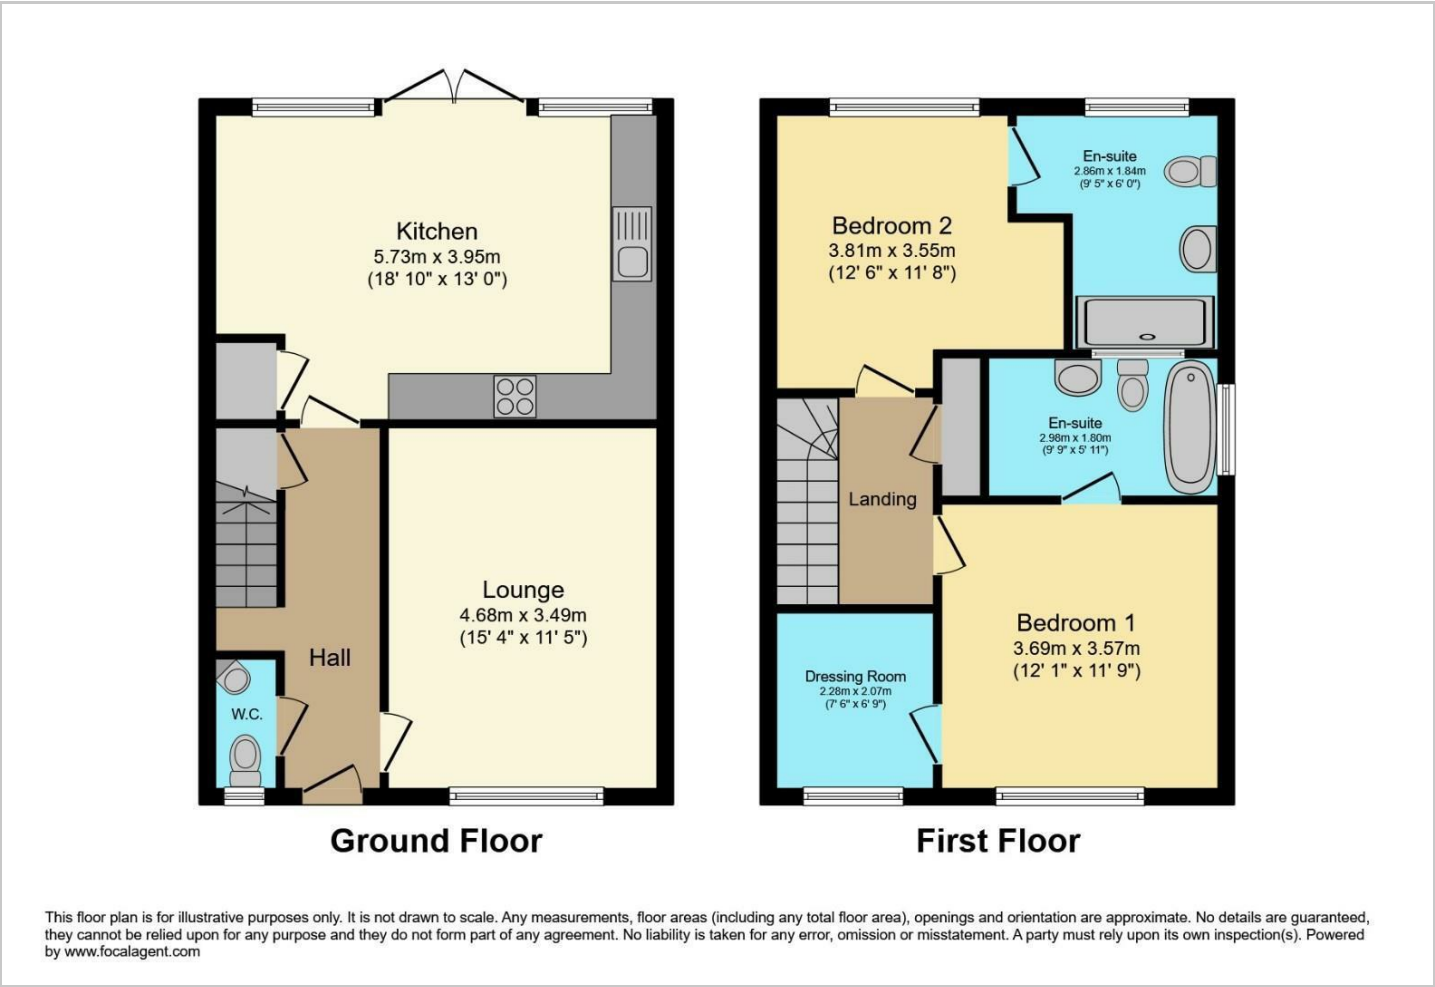 Kitchen
5.73m x 3.95m
(18' 10" x 13' 0")
Lounge
4.68m x 3.49m
(15' 4" x 11' 5")
Hall
W.C.
Ground Floor
En-suite
2.86m x 1.84m
(9' 5" x 6' 0")
Bedroom 2
3.81m x 3.55m
(12' 6" x 11' 8")
En-suite
2.98m x 1.80m
(9' 9" x 5' 11")
Landing
Bedroom 1
3.69m x 3.57m
(12' 1" x 11' 9")
Dressing Room
2.28m x 2.07m
(7' 6" x 6' 9")
First Floor
This floor plan is for illustrative purposes only. It is not drawn to scale. Any measurements, floor areas (including any total floor area), openings and orientation are approximate. No details are guaranteed,
they cannot be relied upon for any purpose and they do not form part of any agreement. No liability is taken for any error, omission or misstatement. A party must rely upon its own inspection(s). Powered
by www.focalagent.com